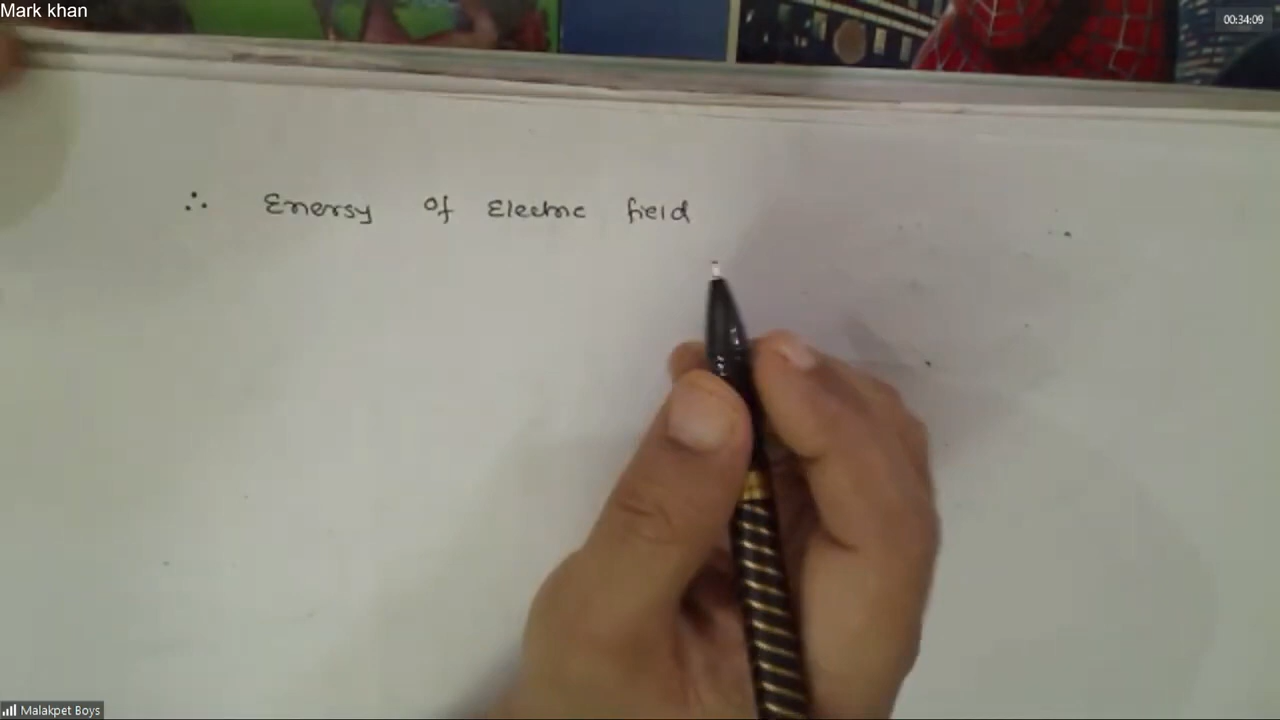 Mark khan
00:34:09
∴ Energy of Electric field
Malakpet Boys